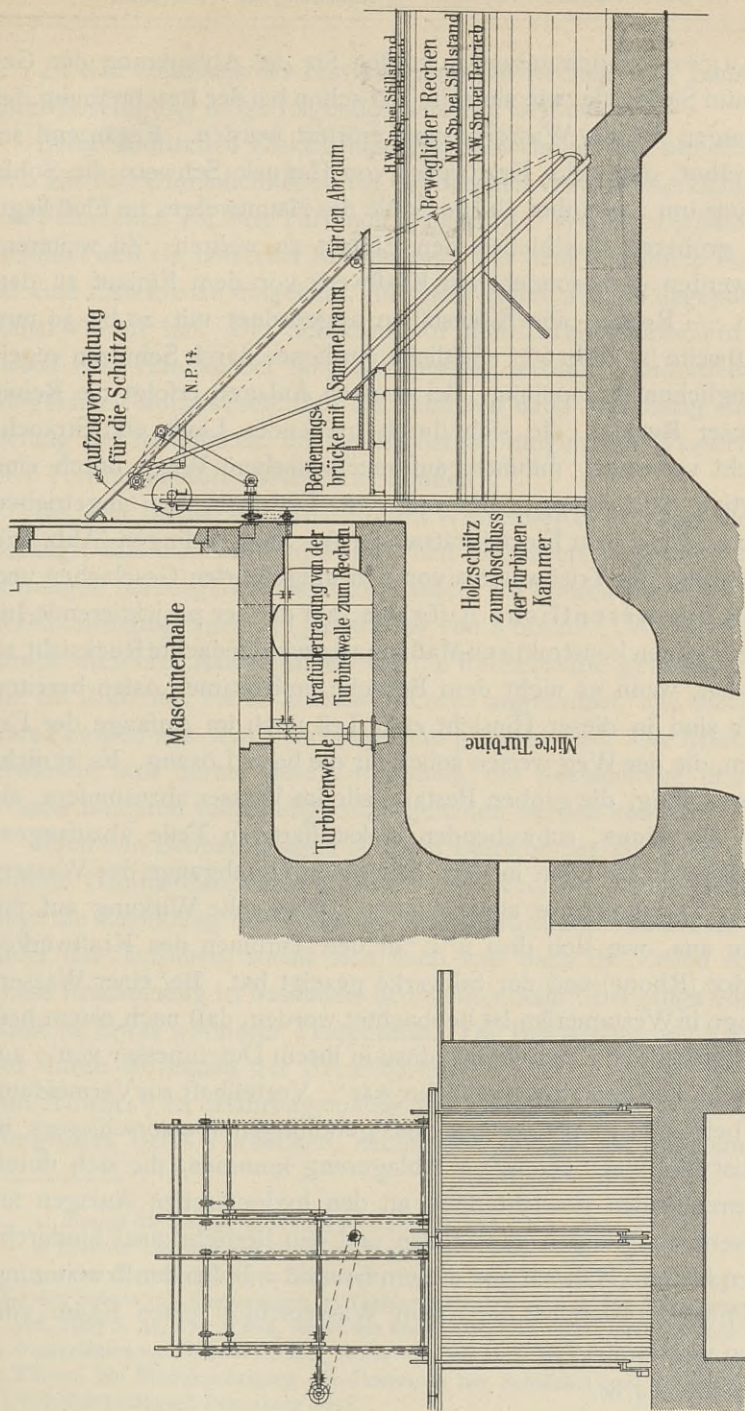 Aufzugvorrichtung
für die Schütze
N.P. 14.
Maschinenhalle
Bedienungs-
brücke mit Sammelraum für den Abraum
H.W.Sp. bei Stillstand
H.W.Sp. bei Betrieb
Beweglicher Rechen
N.W.Sp. bei Stillstand
N.W.Sp. bei Betrieb
Kraftübertragung von der
Turbinewelle zum Rechen
Turbinenwelle
Holzschütz
zum Abschluss
der Turbinen-
Kammer
Mitte Turbine